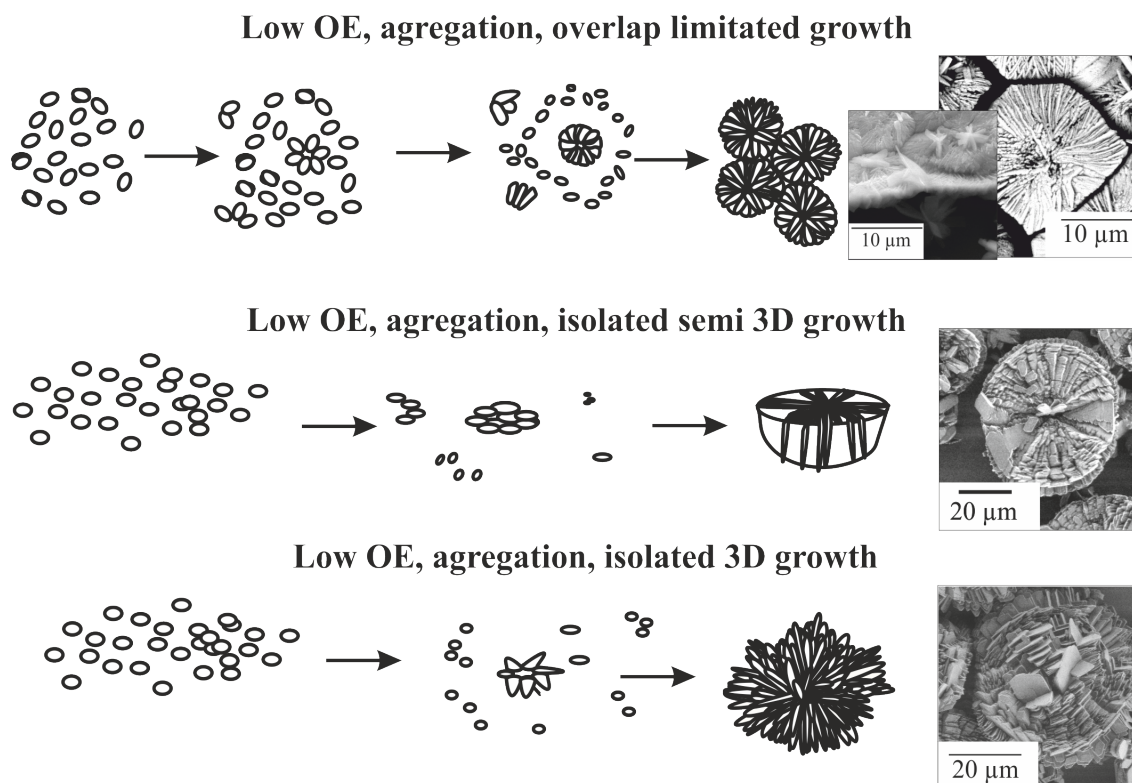 Low OE, agregation, overlap limitated growth
10 µm
10 µm
Low OE, agregation, isolated semi 3D growth
20 µm
Low OE, agregation, isolated 3D growth
20 µm